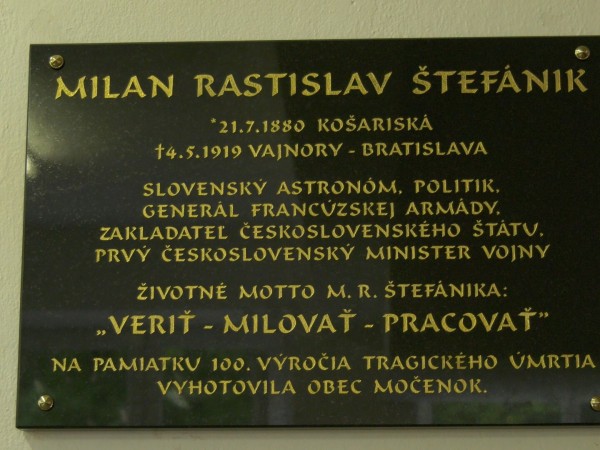 MILAN RASTISLAV ŠTEFÁNIK
*21.7.1880 KOŠARISKÁ
†4.5.1919 VAJNORY - BRATISLAVA
SLOVENSKÝ ASTRONÓM, POLITIK,
GENERÁL FRANCÚZSKEJ ARMÁDY,
ZAKLADATEĽ ČESKOSLOVENSKÉHO ŠTÁTU,
PRVÝ ČESKOSLOVENSKÝ MINISTER VOJNY
ŽIVOTNÉ MOTTO M. R. ŠTEFÁNIKA:
„VERIŤ - MILOVAŤ - PRACOVAŤ"
NA PAMIATKU 100. VÝROČIA TRAGICKÉHO ÚMRTIA
VYHOTOVILA OBEC MOČENOK.